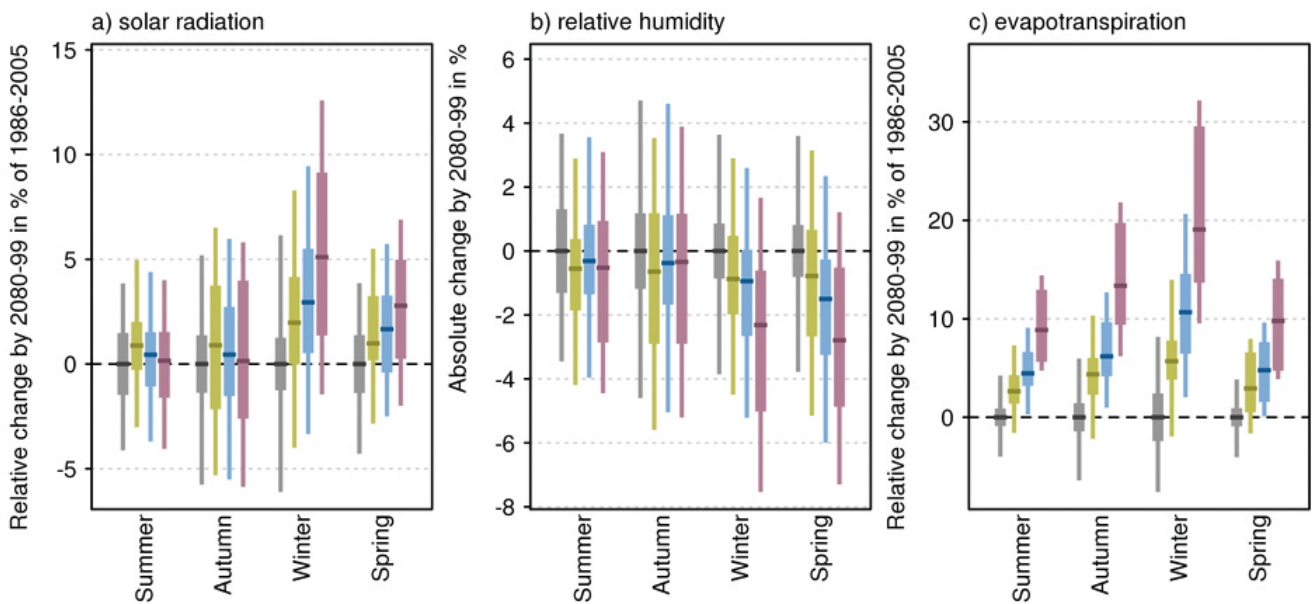 a) solar radiation
Relative change by 2080-99 in % of 1986-2005
15
10
5
0
-5
Summer
Autumn
Winter
Spring
b) relative humidity
Absolute change by 2080-99 in %
6
4
2
0
-2
-4
-6
-8
Summer
Autumn
Winter
Spring
c) evapotranspiration
Relative change by 2080-99 in % of 1986-2005
30
20
10
0
Summer
Autumn
Winter
Spring